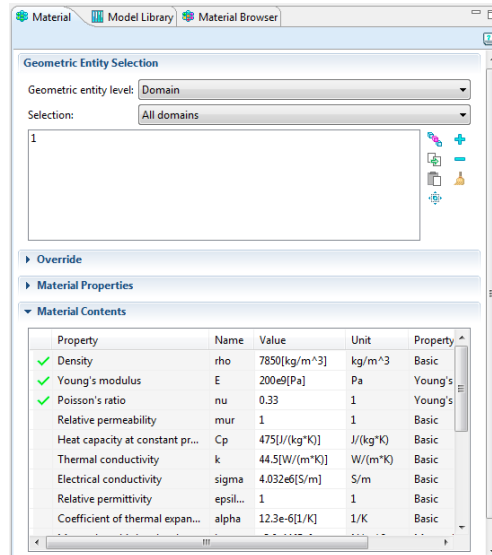 Material Model Library Material Browser
Geometric Entity Selection
Geometric entity level: Domain
Selection: All domains
1
Override
Material Properties
Material Contents
Property Name Value Unit Property
Density rho 7850[kg/m^3] kg/m^3 Basic
Young's modulus E 200e9[Pa] Pa Young's
Poisson's ratio nu 0.33 1 Young's
Relative permeability mur 1 1 Basic
Heat capacity at constant pr... Cp 475[J/(kg*K)] J/(kg*K) Basic
Thermal conductivity k 44.5[W/(m*K)] W/(m*K) Basic
Electrical conductivity sigma 4.032e6[S/m] S/m Basic
Relative permittivity epsil... 1 1 Basic
Coefficient of thermal expan... alpha 12.3e-6[1/K] 1/K Basic